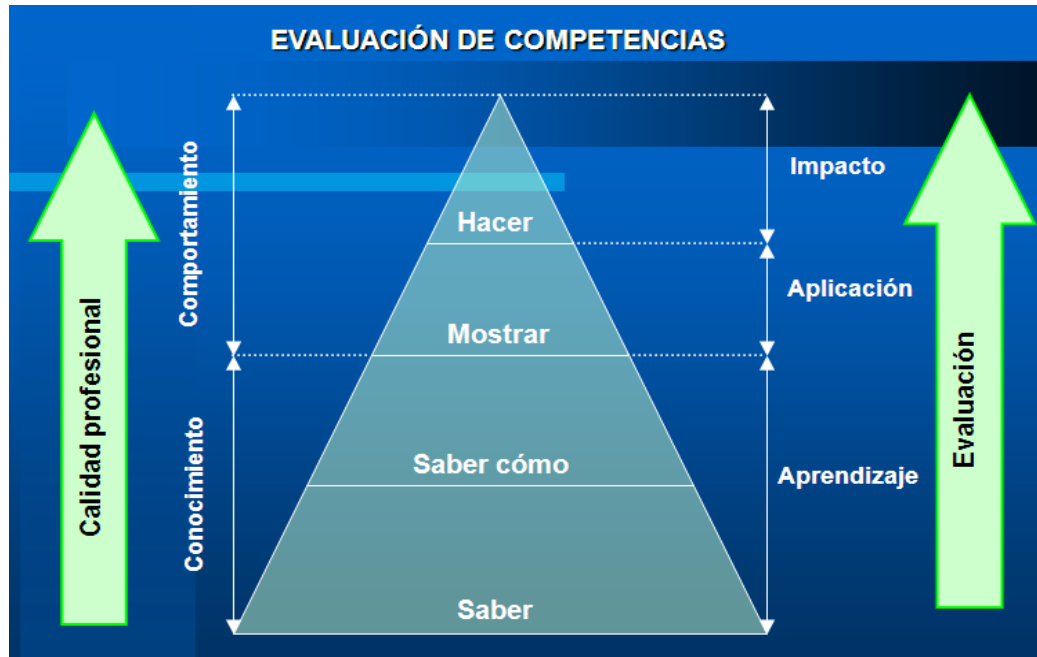 EVALUACIÓN DE COMPETENCIAS
Calidad profesional
Comportamiento
Conocimiento
Hacer
Mostrar
Saber cómo
Saber
Impacto
Aplicación
Aprendizaje
Evaluación